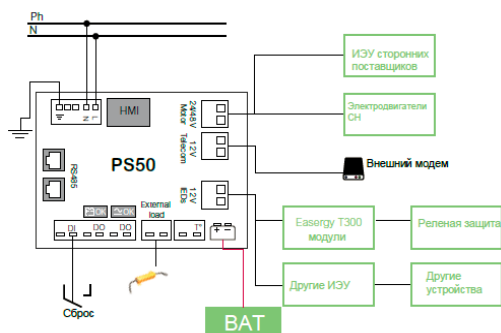 Ph
N
ИЭУ сторонних
поставщиков
Электродвигатели
СН
HMI
N L
24/48V
Motor
12V
Telecom
12V
IEDs
PS50
RS485
Внешний модем
External
load
DI DO DO
T°
+ -
Easergy T300
модули
Реленая защита
Другие ИЭУ
Другие
устройства
Сброс
BAT